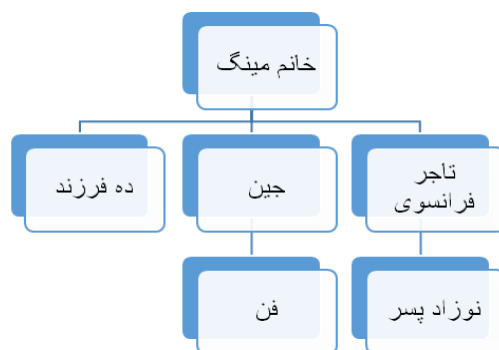 خانم مینگ
تاجر
فرانسوی
جین
ده فرزند
نوزاد پسر
فن